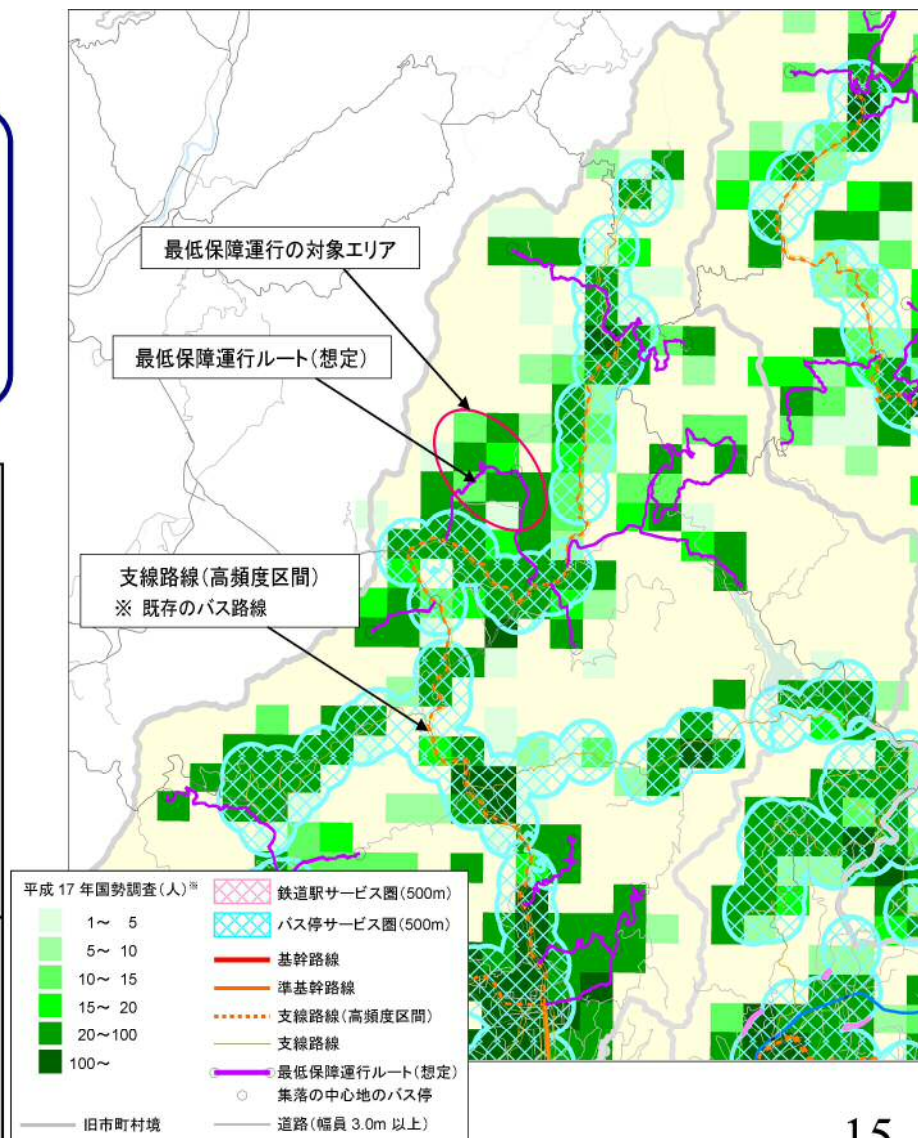 最低保障運行の対象エリア
最低保障運行ルート(想定)
支線路線(高頻度区間)
※ 既存のバス路線
平成 17 年国勢調査(人)※
1～ 5
5～ 10
10～ 15
15～ 20
20～100
100～
旧市町村境
鉄道駅サービス圏(500m)
バス停サービス圏(500m)
基幹路線
準基幹路線
支線路線(高頻度区間)
支線路線
最低保障運行ルート(想定)
集落の中心地のバス停
道路(幅員 3.0m 以上)
15